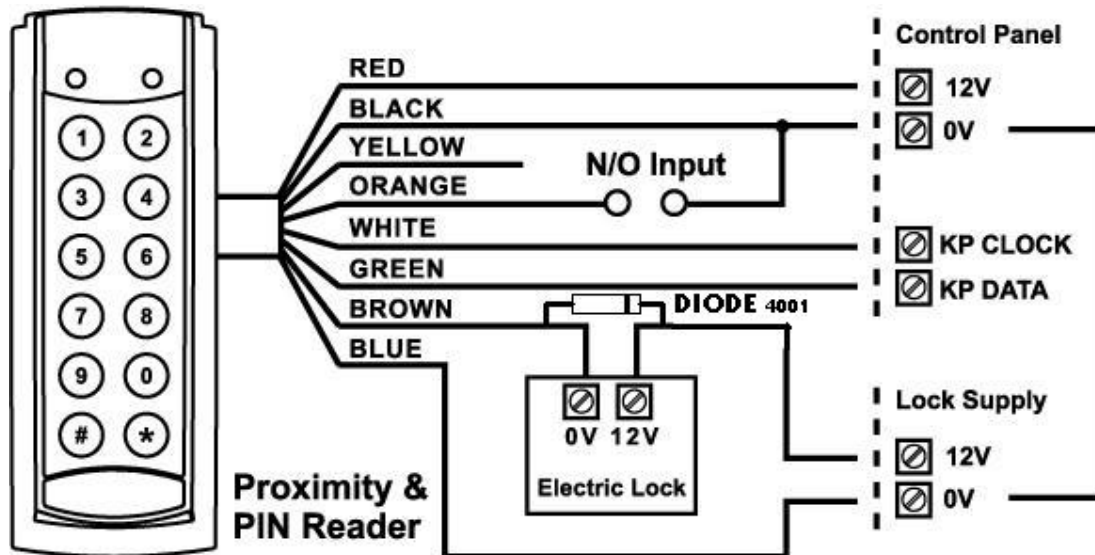 1 2
3 4
5 6
7 8
9 0
# *
Proximity &
PIN Reader
RED
BLACK
YELLOW
ORANGE
WHITE
GREEN
BROWN
BLUE
N/O Input
DIODE 4001
0V 12V
Electric Lock
Control Panel
12V
0V
KP CLOCK
KP DATA
Lock Supply
12V
0V